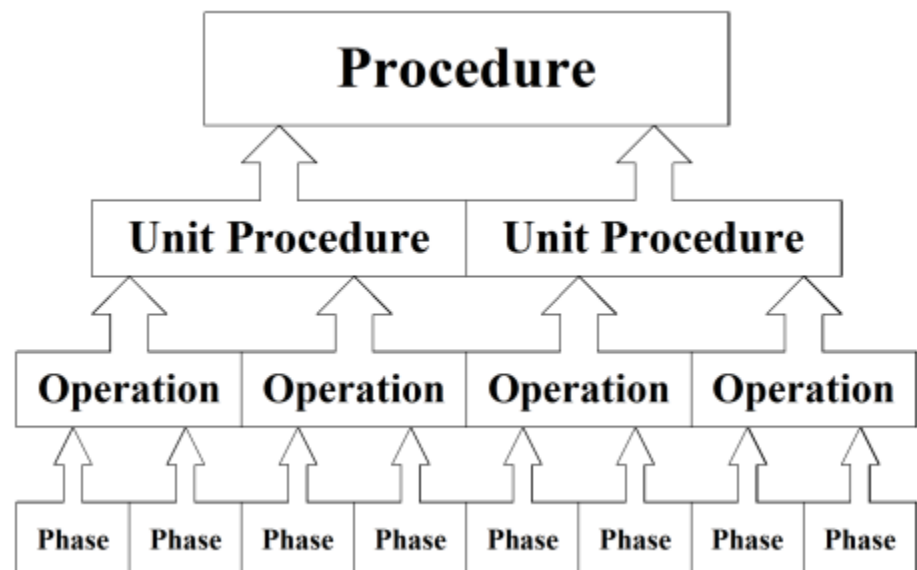 Procedure
Unit Procedure Unit Procedure
Operation Operation Operation Operation
Phase Phase Phase Phase Phase Phase Phase Phase